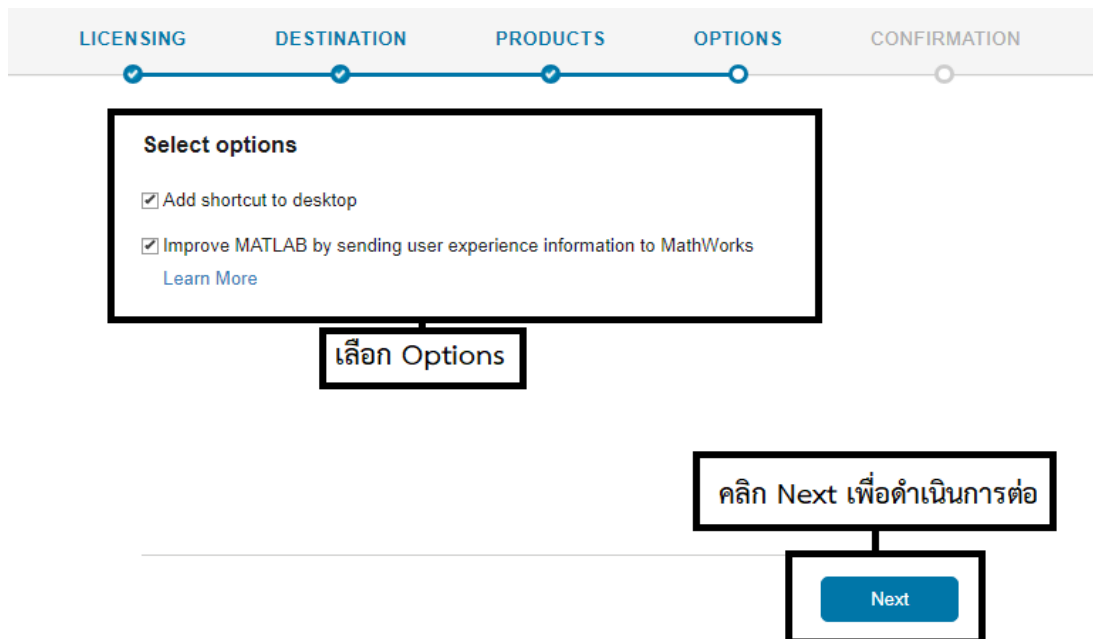 LICENSING DESTINATION PRODUCTS OPTIONS CONFIRMATION
Select options
Add shortcut to desktop
Improve MATLAB by sending user experience information to MathWorks
Learn More
เลือก Options
คลิก Next เพื่อดำเนินการต่อ
Next